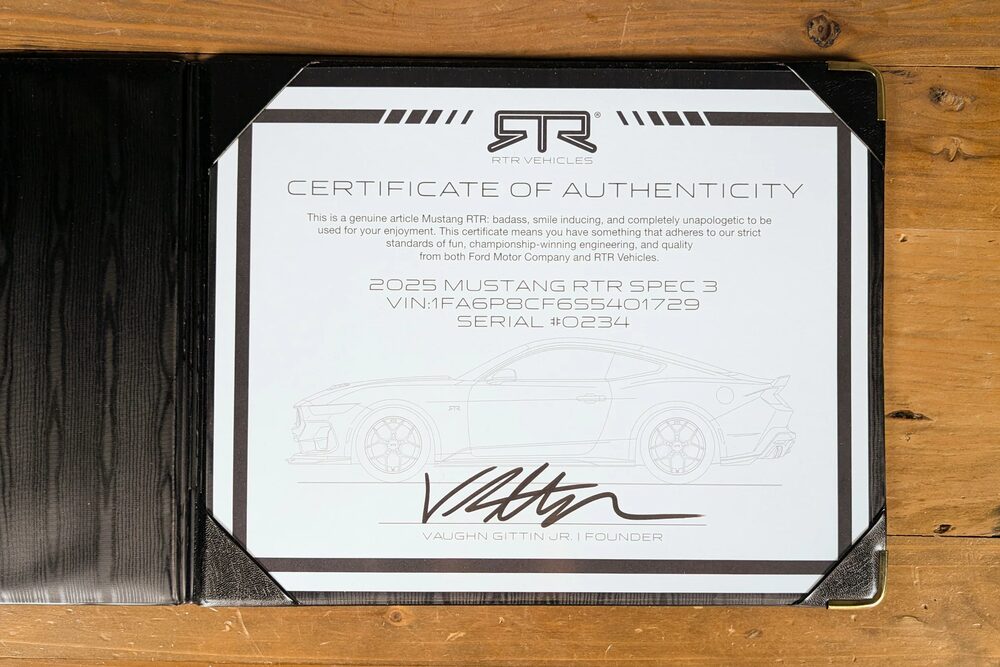 RTR®
RTR VEHICLES
CERTIFICATE OF AUTHENTICITY
This is a genuine article Mustang RTR: badass, smile inducing, and completely unapologetic to be
used for your enjoyment. This certificate means you have something that adheres to our strict
standards of fun, championship-winning engineering, and quality
from both Ford Motor Company and RTR Vehicles.
2025 MUSTANG RTR SPEC 3
VIN:1FA6P8CF6S5401729
SERIAL #0234
RTR
VAUGHN GITTIN JR. | FOUNDER